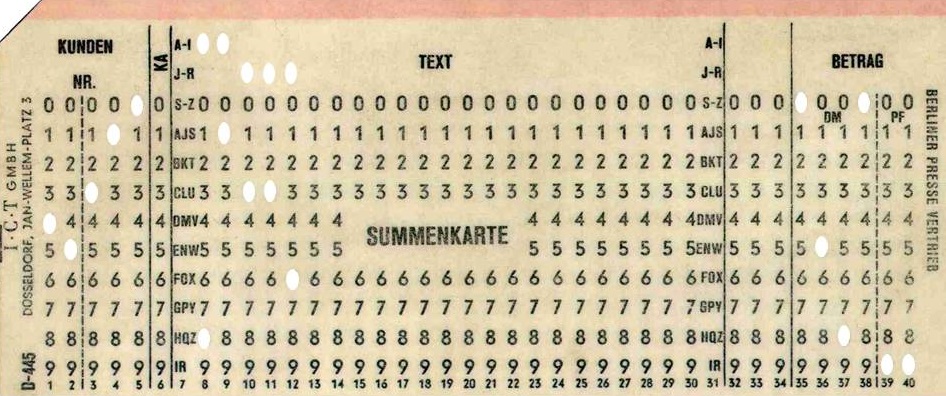 KUNDEN
NR.
KA
A-I A-I
TEXT
J-R J-R
BETRAG
0 0 0 0 0 S-Z 0 0 0 0 0 0 0 0 0 0 0 0 0 0 0 0 0 0 0 0 0 0 0 S-Z 0 0 0 0 0 0 0
DM PF
1 1 1 1 1 AJS 1 1 1 1 1 1 1 1 1 1 1 1 1 1 1 1 1 1 1 1 1 1 AJS 1 1 1 1 1 1 1 1 1
2 2 2 2 2 2 BKT 2 2 2 2 2 2 2 2 2 2 2 2 2 2 2 2 2 2 2 2 2 2 2 BKT 2 2 2 2 2 2 2 2 2
3 3 3 3 3 CLU 3 3 3 3 3 3 3 3 3 3 3 3 3 3 3 3 3 3 3 3 3 CLU 3 3 3 3 3 3 3 3 3
4 4 4 4 4 DMV 4 4 4 4 4 4 4 4 4 4 4 4 4 4 4 DMV 4 4 4 4 4 4 4 4 4
SUMMENKARTE
5 5 5 5 5 ENW 5 5 5 5 5 5 5 5 5 5 5 5 5 5 5 ENW 5 5 5 5 5 5 5 5
6 6 6 6 6 6 FOX 6 6 6 6 6 6 6 6 6 6 6 6 6 6 6 6 6 6 6 6 6 6 FOX 6 6 6 6 6 6 6 6 6
7 7 7 7 7 7 GPY 7 7 7 7 7 7 7 7 7 7 7 7 7 7 7 7 7 7 7 7 7 7 7 GPY 7 7 7 7 7 7 7 7 7
8 8 8 8 8 8 HQZ 8 8 8 8 8 8 8 8 8 8 8 8 8 8 8 8 8 8 8 8 8 8 HQZ 8 8 8 8 8 8 8 8
9 9 9 9 9 9 IR 9 9 9 9 9 9 9 9 9 9 9 9 9 9 9 9 9 9 9 9 9 9 9 IR 9 9 9 9 9 9 9
1 2 3 4 5 6 7 8 9 10 11 12 13 14 15 16 17 18 19 20 21 22 23 24 25 26 27 28 29 30 31 32 33 34 35 36 37 38 39 40
I·C·T GMBH
D-445 DÜSSELDORF, JAN-WELLEM-PLATZ 3
BERLINER PRESSE VERTRIEB